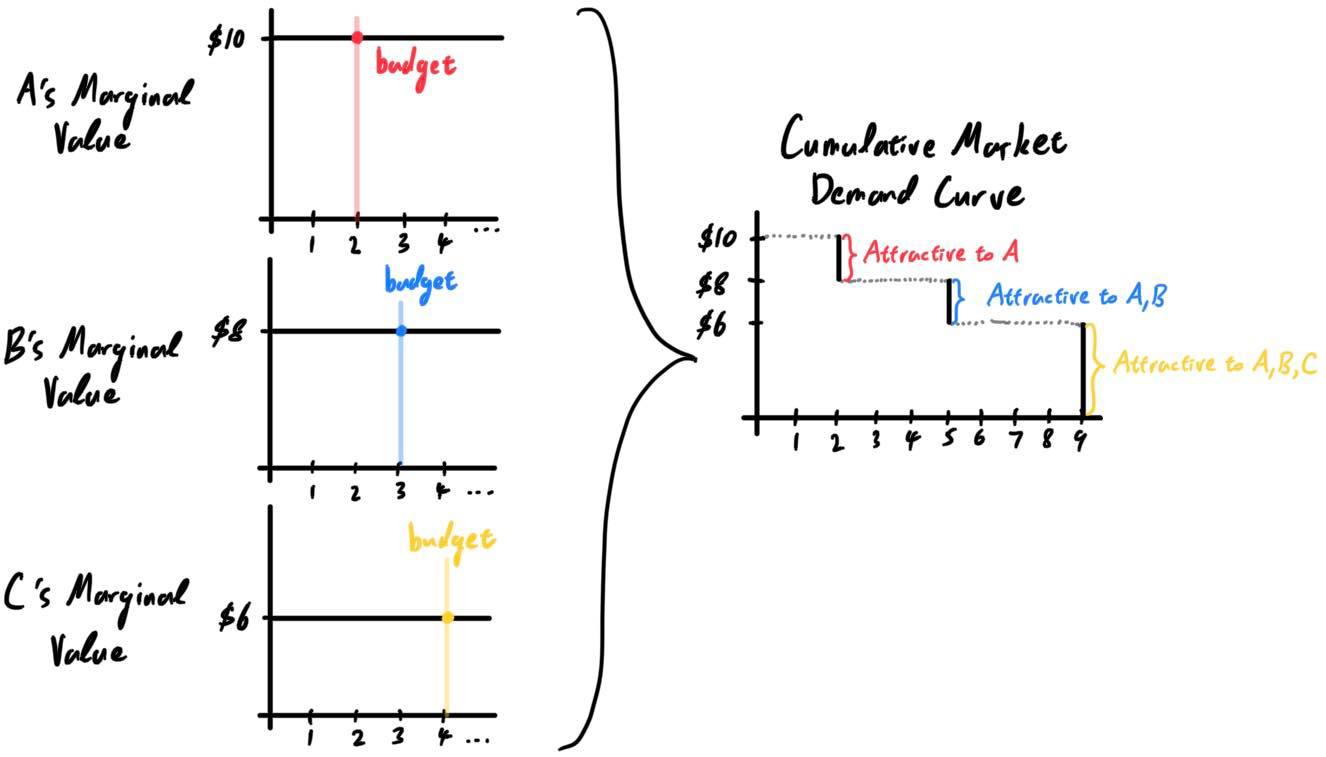 $10
budget
A's Marginal
Value
1 2 3 4 ...
budget
$8
B's Marginal
Value
1 2 3 4 ...
budget
C's Marginal
$6
Value
1 2 3 4 ...
Cumulative Market
Demand Curve
$10
Attractive to A
$8
Attractive to A,B
$6
Attractive to A,B,C
1 2 3 4 5 6 7 8 9